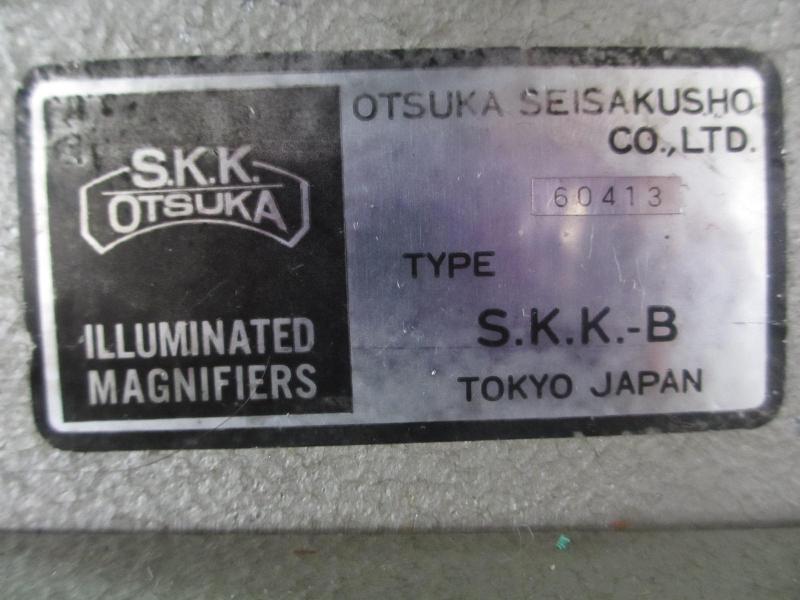 S.K.K.
OTSUKA
ILLUMINATED
MAGNIFIERS
OTSUKA SEISAKUSHO
CO.,LTD.
60413
TYPE
S.K.K.-B
TOKYO JAPAN